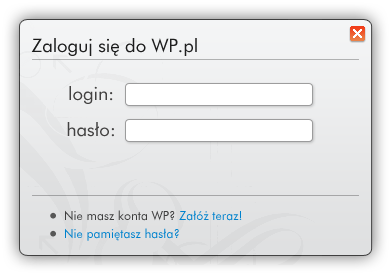 Zaloguj się do WP.pl
login:
hasło:
Nie masz konta WP? Załóż teraz!
Nie pamiętasz hasła?